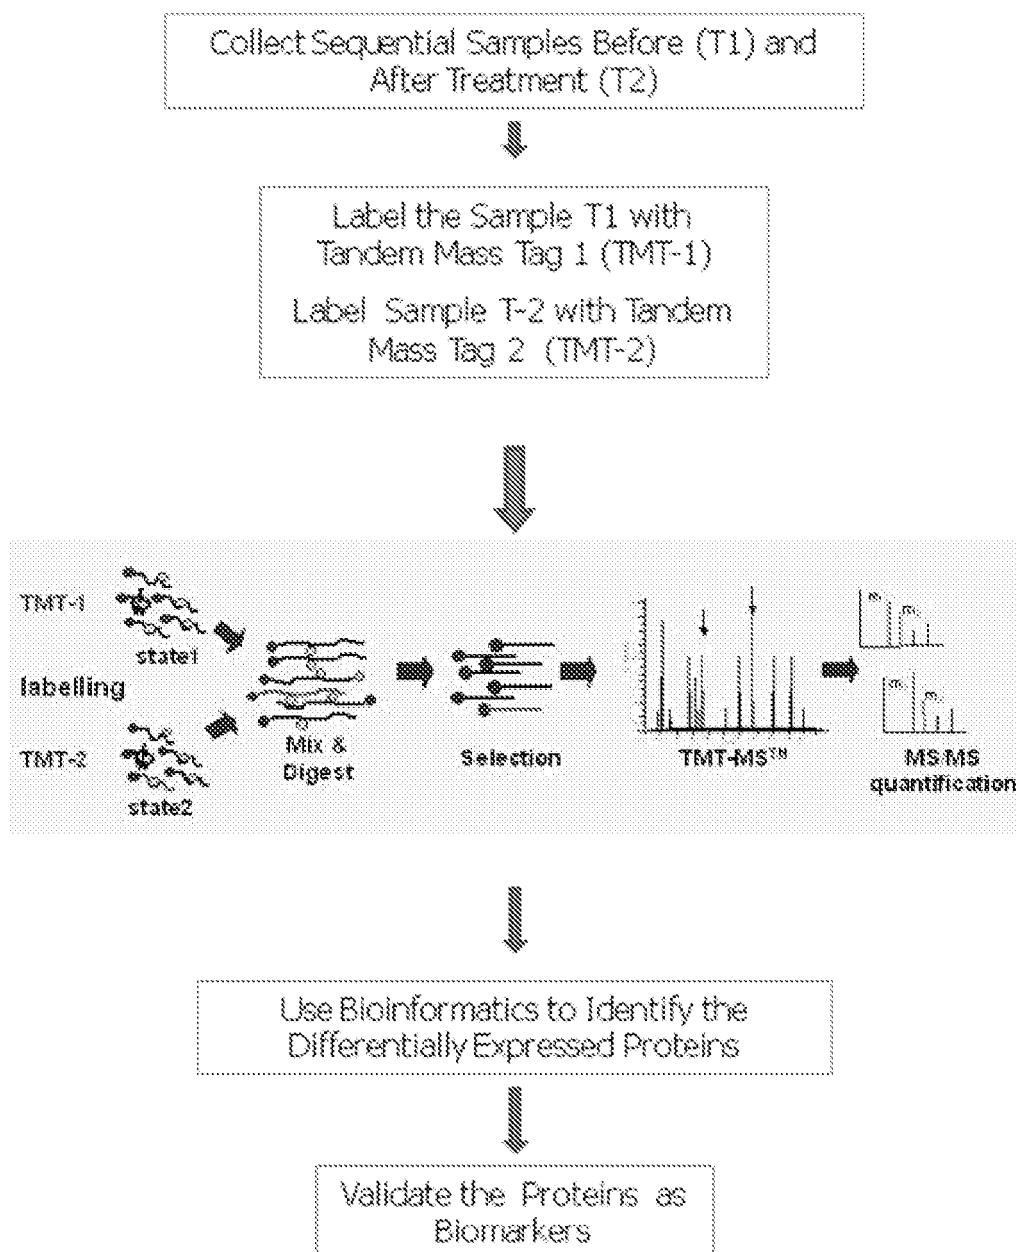 Collect Sequential Samples Before (T1) and
After Treatment (T2)
Label the Sample T1 with
Tandem Mass Tag 1 (TMT-1)
Label Sample T-2 with Tandem
Mass Tag 2 (TMT-2)
TMT-1
state1
labelling
TMT-2
state2
Mix &
Digest
Selection
TMT-MS™
MS/MS
quantification
Use Bioinformatics to Identify the
Differentially Expressed Proteins
Validate the Proteins as
Biomarkers